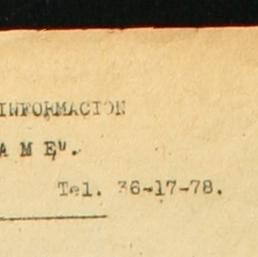 INFORMACION
A M E".
Tel. 36-17-78.